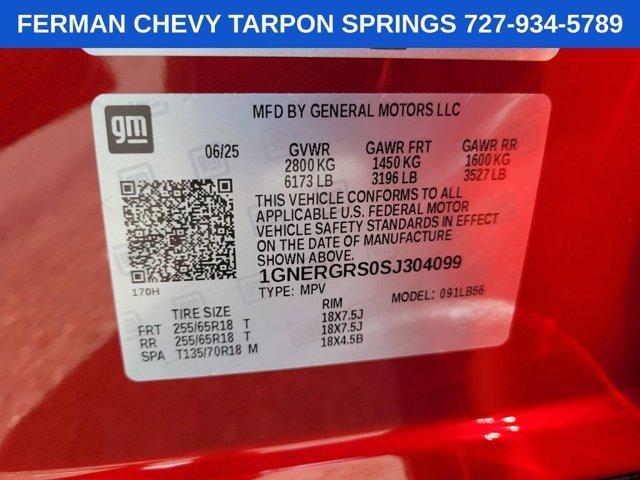 FERMAN CHEVY TARPON SPRINGS 727-934-5789
gm
MFD BY GENERAL MOTORS LLC
06/25 GVWR GAWR FRT GAWR RR
2800 KG 1450 KG 1600 KG
6173 LB 3196 LB 3527 LB
THIS VEHICLE CONFORMS TO ALL
APPLICABLE U.S. FEDERAL MOTOR
VEHICLE SAFETY STANDARDS IN EFFECT
ON THE DATE OF MANUFACTURE
SHOWN ABOVE.
1GNERGRS0SJ304099
TYPE: MPV MODEL: 091LB56
170H
TIRE SIZE RIM
FRT 255/65R18 T 18X7.5J
RR 255/65R18 T 18X7.5J
SPA T135/70R18 M 18X4.5B